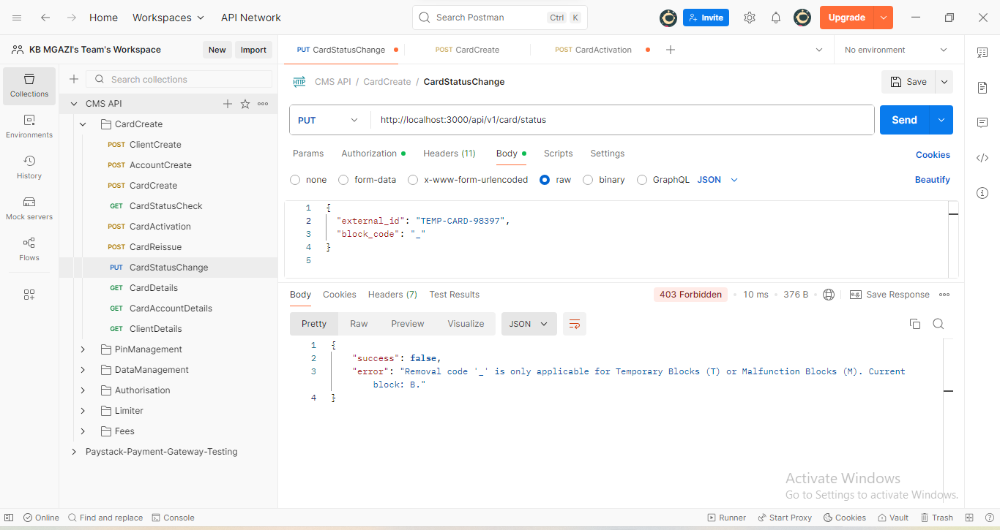 Home Workspaces API Network Search Postman Ctrl K Invite Upgrade
KB MGAZI's Team's Workspace New Import PUT CardStatusChange POST CardCreate POST CardActivation No environment
Collections
Environments
History
Mock servers
Flows
Search collections
CMS API
CardCreate
POST ClientCreate
POST AccountCreate
POST CardCreate
GET CardStatusCheck
POST CardActivation
POST CardReissue
PUT CardStatusChange
GET CardDetails
GET CardAccountDetails
GET ClientDetails
PinManagement
DataManagement
Authorisation
Limiter
Fees
Paystack-Payment-Gateway-Testing
HTTP CMS API / CardCreate / CardStatusChange Save
PUT http://localhost:3000/api/v1/card/status Send
Params Authorization Headers (11) Body Scripts Settings Cookies
none form-data x-www-form-urlencoded raw binary GraphQL JSON Beautify
1 {
2 "external_id": "TEMP-CARD-98397",
3 "block_code": "_"
4 }
5
Body Cookies Headers (7) Test Results 403 Forbidden 10 ms 376 B e.g. Save Response
Pretty Raw Preview Visualize JSON
1 {
2 "success": false,
3 "error": "Removal code '_' is only applicable for Temporary Blocks (T) or Malfunction Blocks (M). Current
block: B."
4 }
Activate Windows
Go to Settings to activate Windows.
Online Find and replace Console Runner Start Proxy Cookies Vault Trash